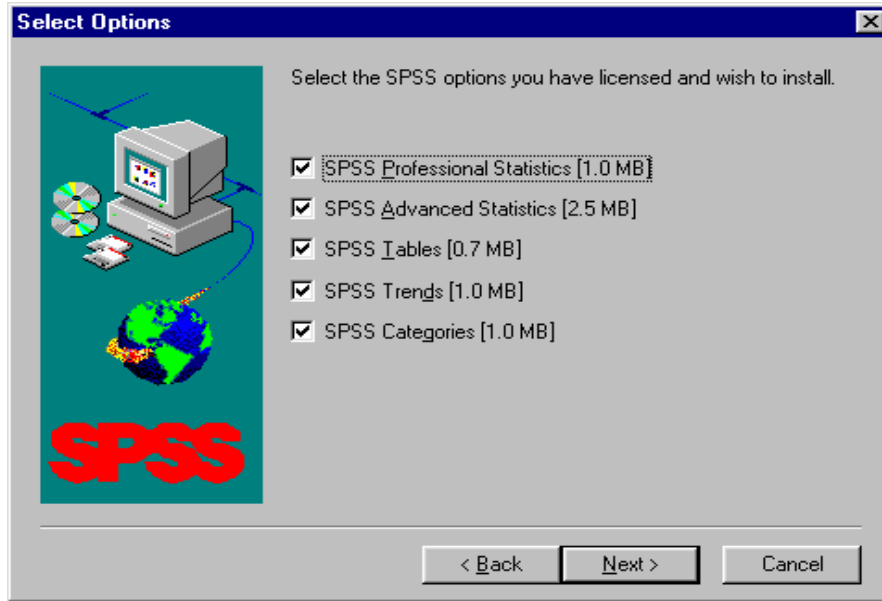 Select Options
Select the SPSS options you have licensed and wish to install.
SPSS Professional Statistics [1.0 MB]
SPSS Advanced Statistics [2.5 MB]
SPSS Tables [0.7 MB]
SPSS Trends [1.0 MB]
SPSS Categories [1.0 MB]
SPSS
< Back
Next >
Cancel